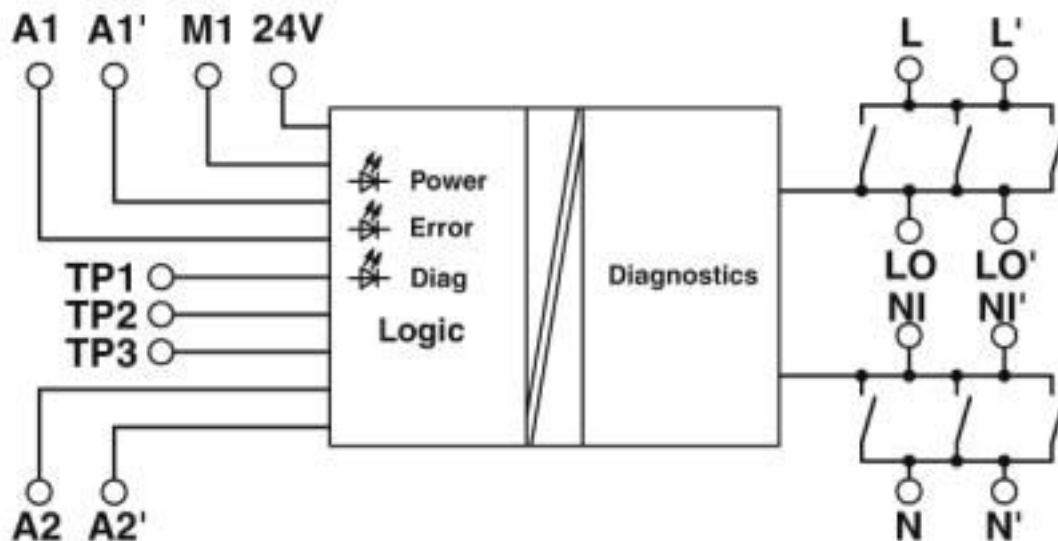 A1 A1' M1 24V
L L'
Power
Error
Diag
Logic
TP1
TP2
TP3
Diagnostics
LO LO'
NI NI'
A2 A2'
N N'